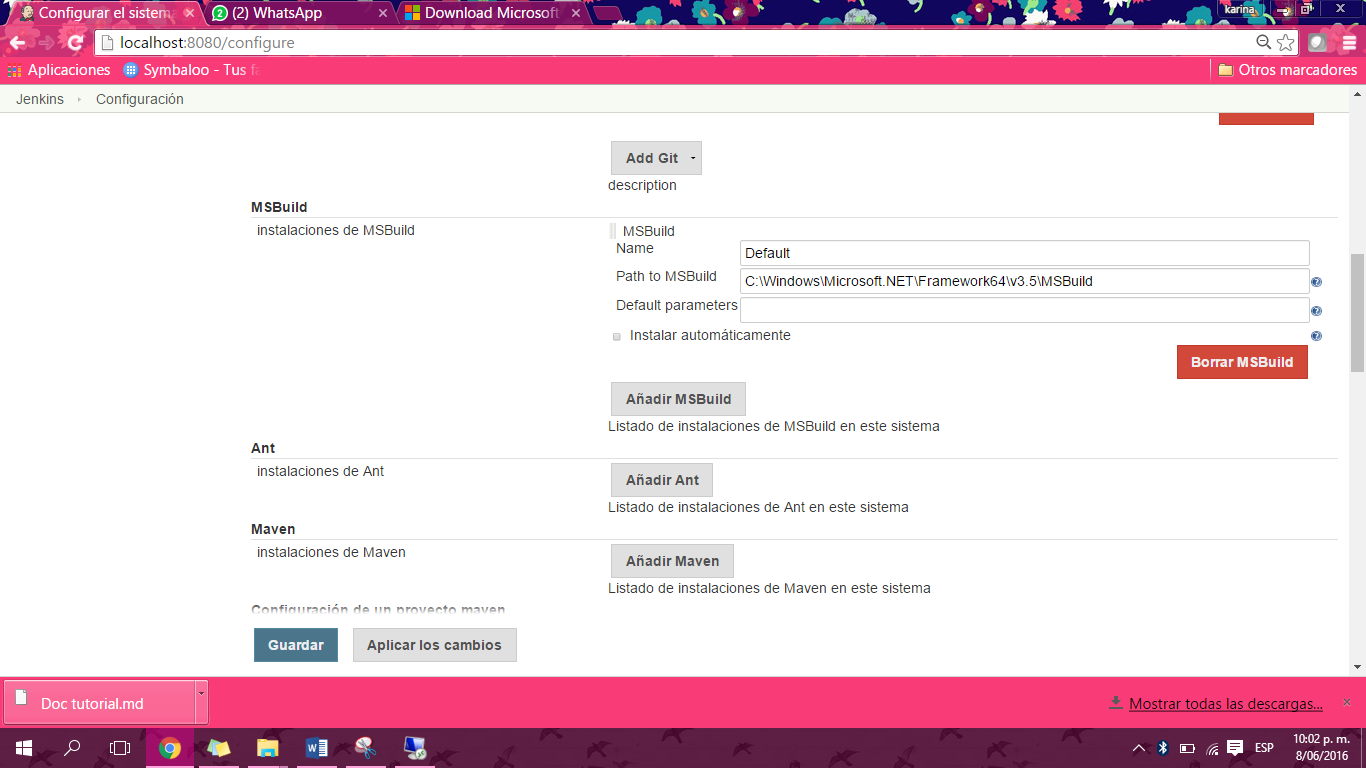 Configurar el sistema
(2) WhatsApp
Download Microsoft
karina
localhost:8080/configure
Aplicaciones
Symbaloo - Tus fa
Otros marcadores
Jenkins
Configuración
Add Git
description
MSBuild
instalaciones de MSBuild
MSBuild
Name
Default
Path to MSBuild
C:\Windows\Microsoft.NET\Framework64\v3.5\MSBuild
Default parameters
Instalar automáticamente
Borrar MSBuild
Añadir MSBuild
Listado de instalaciones de MSBuild en este sistema
Ant
instalaciones de Ant
Añadir Ant
Listado de instalaciones de Ant en este sistema
Maven
instalaciones de Maven
Añadir Maven
Listado de instalaciones de Maven en este sistema
Configuración de un proyecto maven
Guardar
Aplicar los cambios
Doc tutorial.md
Mostrar todas las descargas...
ESP
10:02 p. m.
8/06/2016